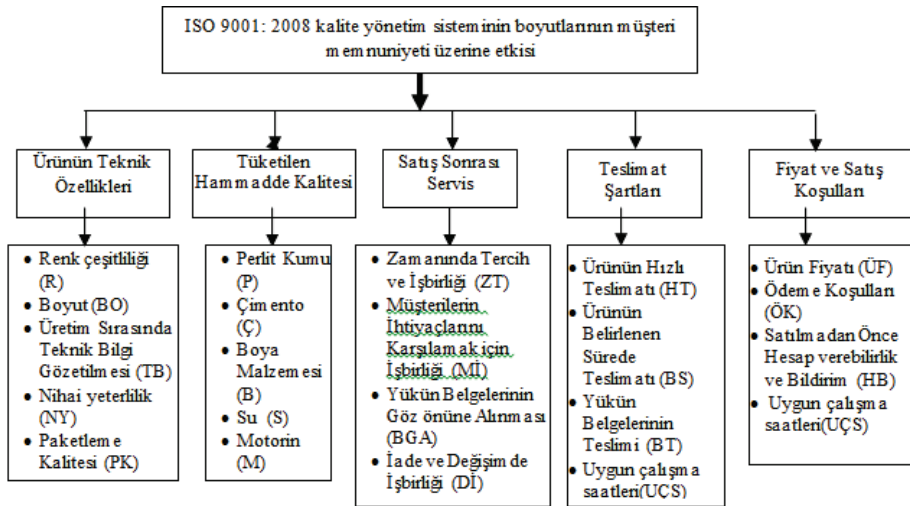 ISO 9001: 2008 kalite yönetim sisteminin boyutlarının müşteri
memnuniyeti üzerine etkisi
Ürünün Teknik
Özellikleri
Tüketilen
Hammadde Kalitesi
Satış Sonrası
Servis
Teslimat
Şartları
Fiyat ve Satış
Koşulları
• Renk çeşitliliği
(R)
• Boyut (BO)
• Üretim Sırasında
Teknik Bilgi
Gözetilmesi (TB)
• Nihai yeterlilik
(NY)
• Paketleme
Kalitesi (PK)
• Perlit Kumu
(P)
• Çimento
(Ç)
• Boya
Malzemesi
(B)
• Su (S)
• Motorin
(M)
• Zamanında Tercih
ve İşbirliği (ZT)
• Müşterilerin
İhtiyaçlarını
Karşılamak için
İşbirliği (Mİ)
• Yükün Belgelerinin
Göz önüne Alınması
(BGA)
• İade ve Değişimde
İşbirliği (Dİ)
• Ürünün Hızlı
Teslimatı (HT)
• Ürünün
Belirlenen
Sürede
Teslimatı (BS)
• Yükün
Belgelerinin
Teslimi (BT)
• Uygun çalışma
saatleri(UÇS)
• Ürün Fiyatı (ÜF)
• Ödeme Koşulları
(ÖK)
• Satılmadan Önce
Hesap verebilirlik
ve Bildirim (HB)
• Uygun çalışma
saatleri(UÇS)